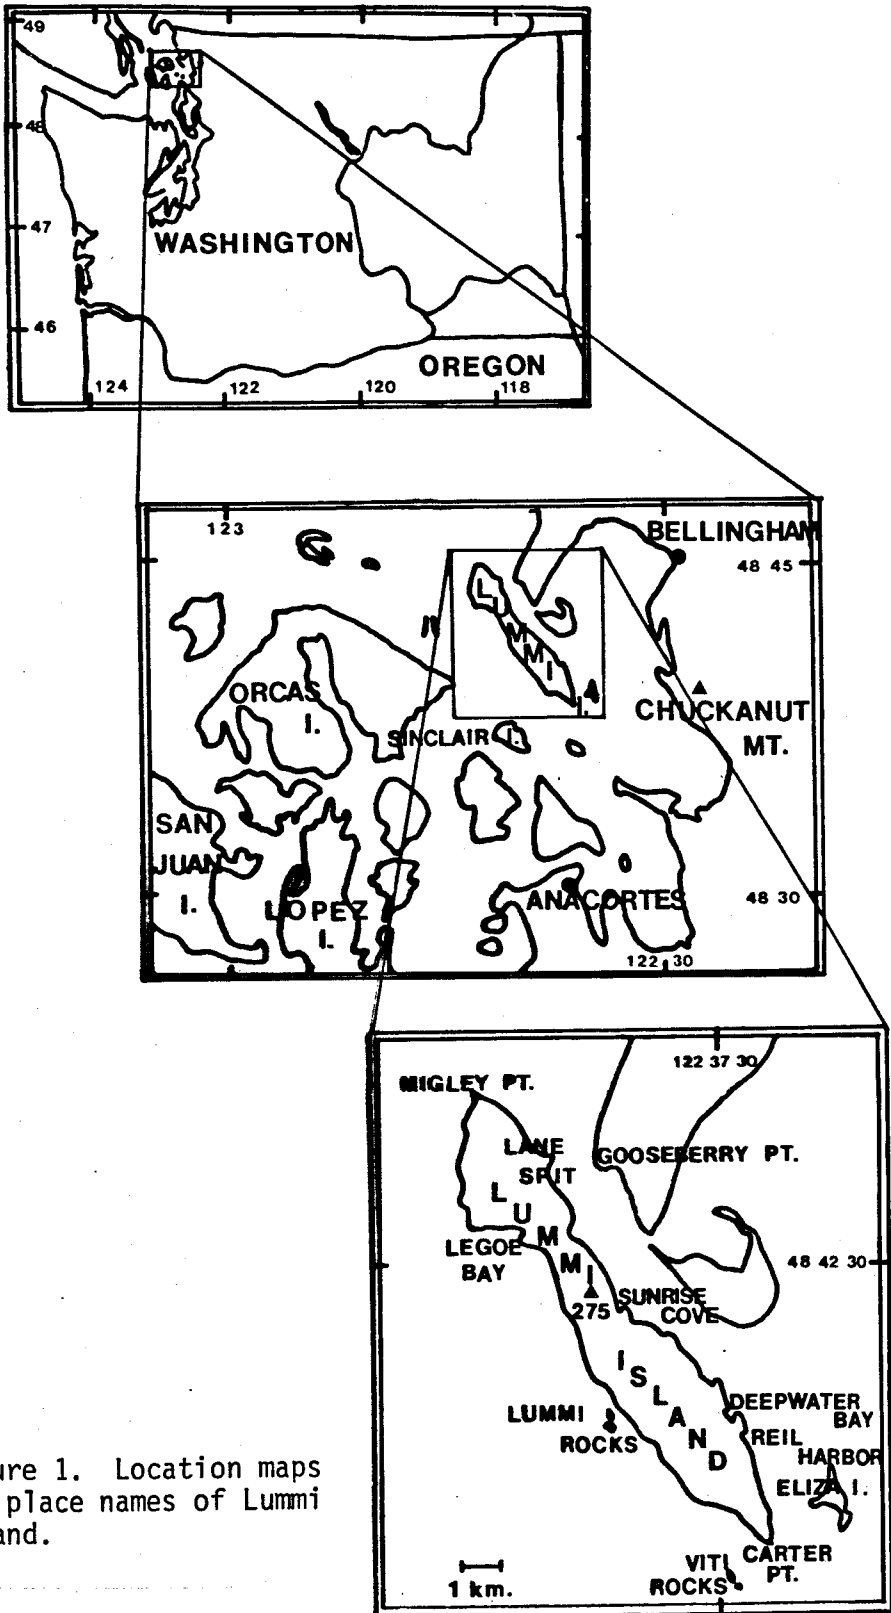 49
48
47
WASHINGTON
46
OREGON
124
122
120
118
123
BELLINGHAM
48 45
LUMMI
I.
ORCAS
I.
CHUCKANUT
MT.
SINCLAIR I.
SAN
JUAN
I.
LOPEZ
I.
ANACORTES
48 30
122 30
122 37 30
MIGLEY PT.
LANE
SPIT
GOOSEBERRY PT.
LUMMI
LEGOE
BAY
48 42 30
275
SUNRISE
COVE
ISLAND
LUMMI
ROCKS
DEEPWATER
BAY
REIL
HARBOR
ELIZA I.
VITI
ROCKS
CARTER
PT.
1 km.
ure 1. Location maps
place names of Lummi
and.